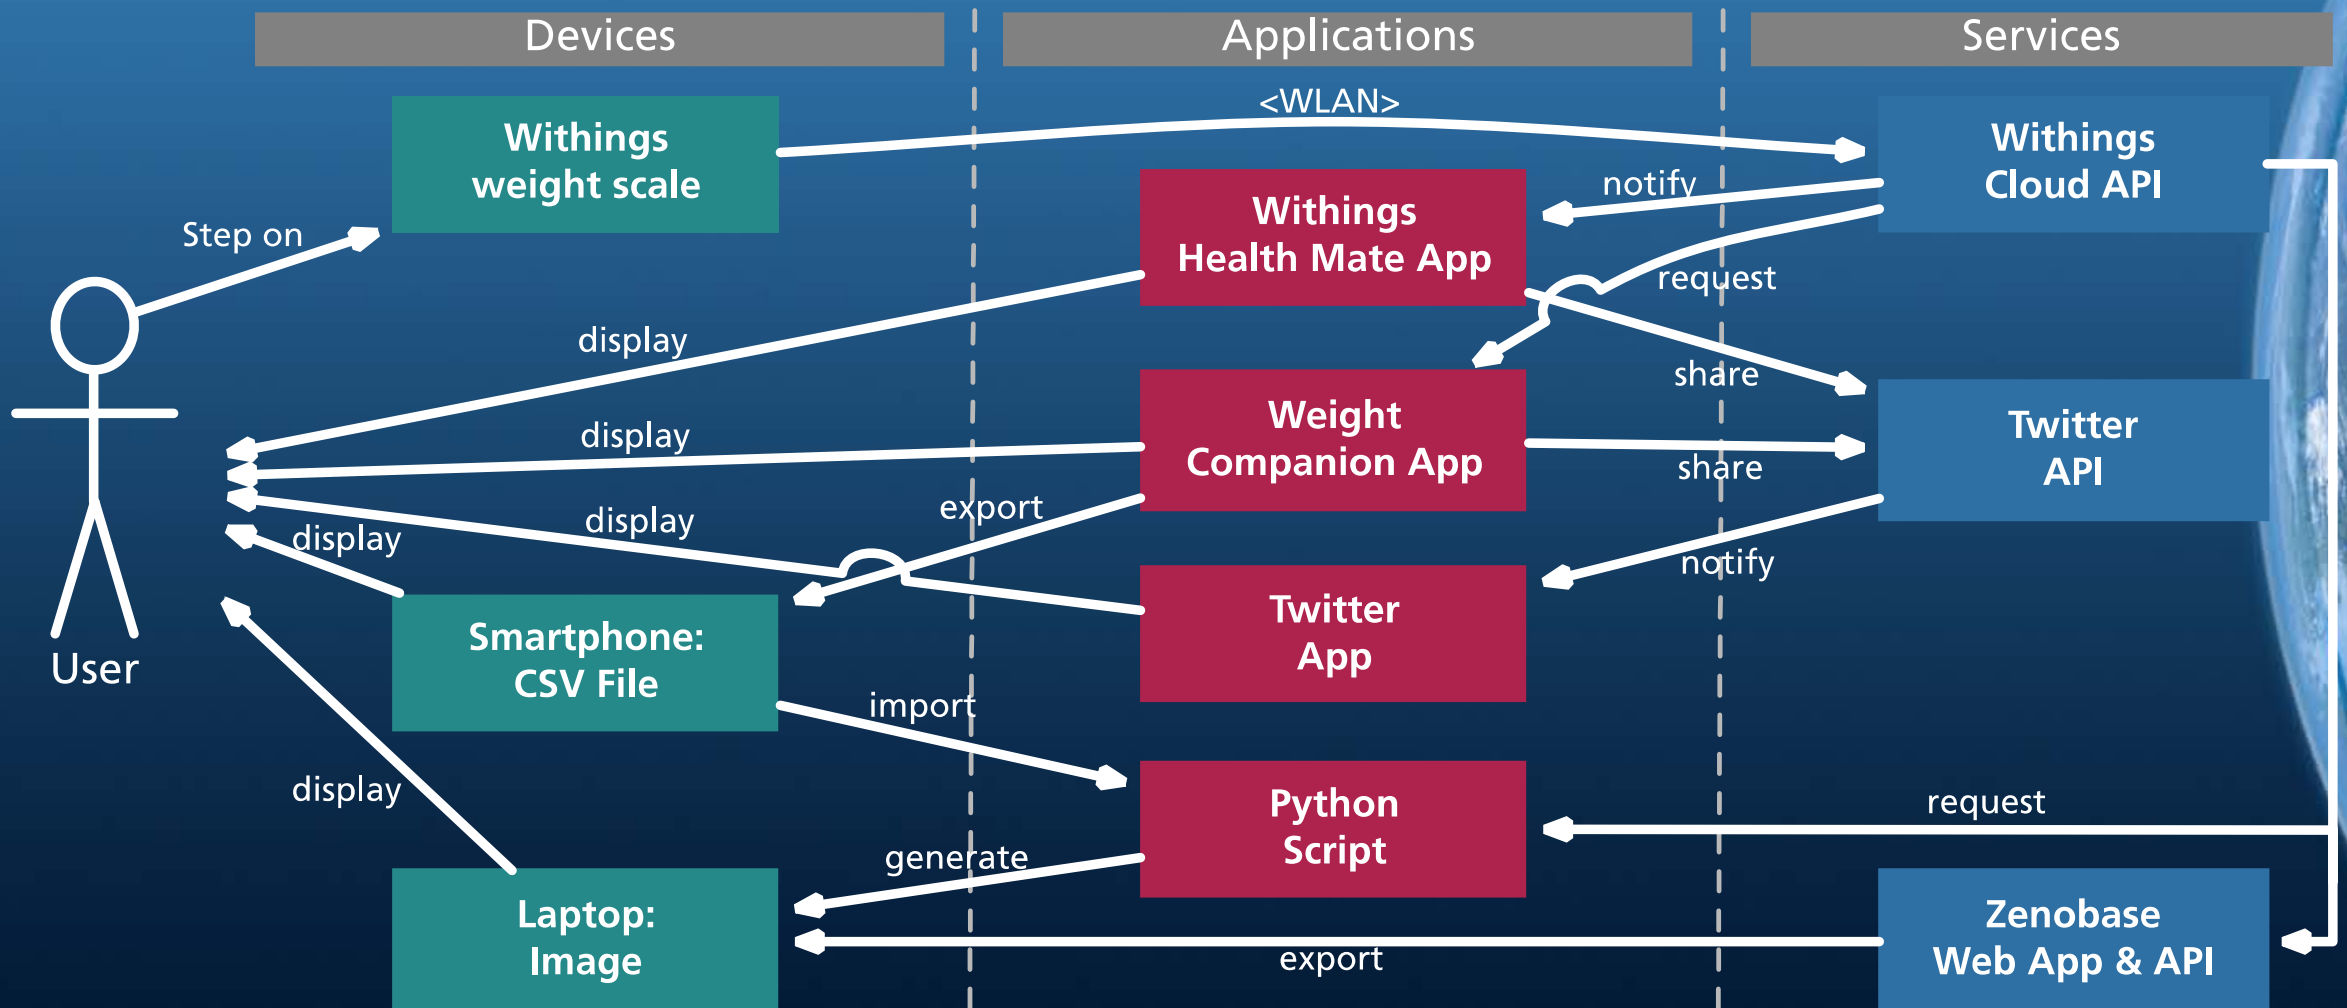 Devices
Applications
Services
<WLAN>
Withings
weight scale
Withings
Cloud API
notify
Withings
Health Mate App
Step on
request
display
share
Weight
Companion App
Twitter
API
display
share
export
display
display
notify
Twitter
App
Smartphone:
CSV File
User
import
display
Python
Script
request
generate
Laptop:
Image
export
Zenobase
Web App & API